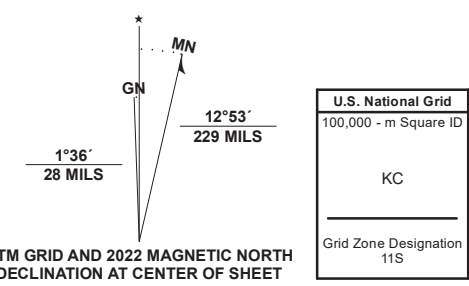 ★
MN
GN
12°53´
229 MILS
1°36´
28 MILS
TM GRID AND 2022 MAGNETIC NORTH
DECLINATION AT CENTER OF SHEET
U.S. National Grid
100,000 - m Square ID
KC
Grid Zone Designation
11S